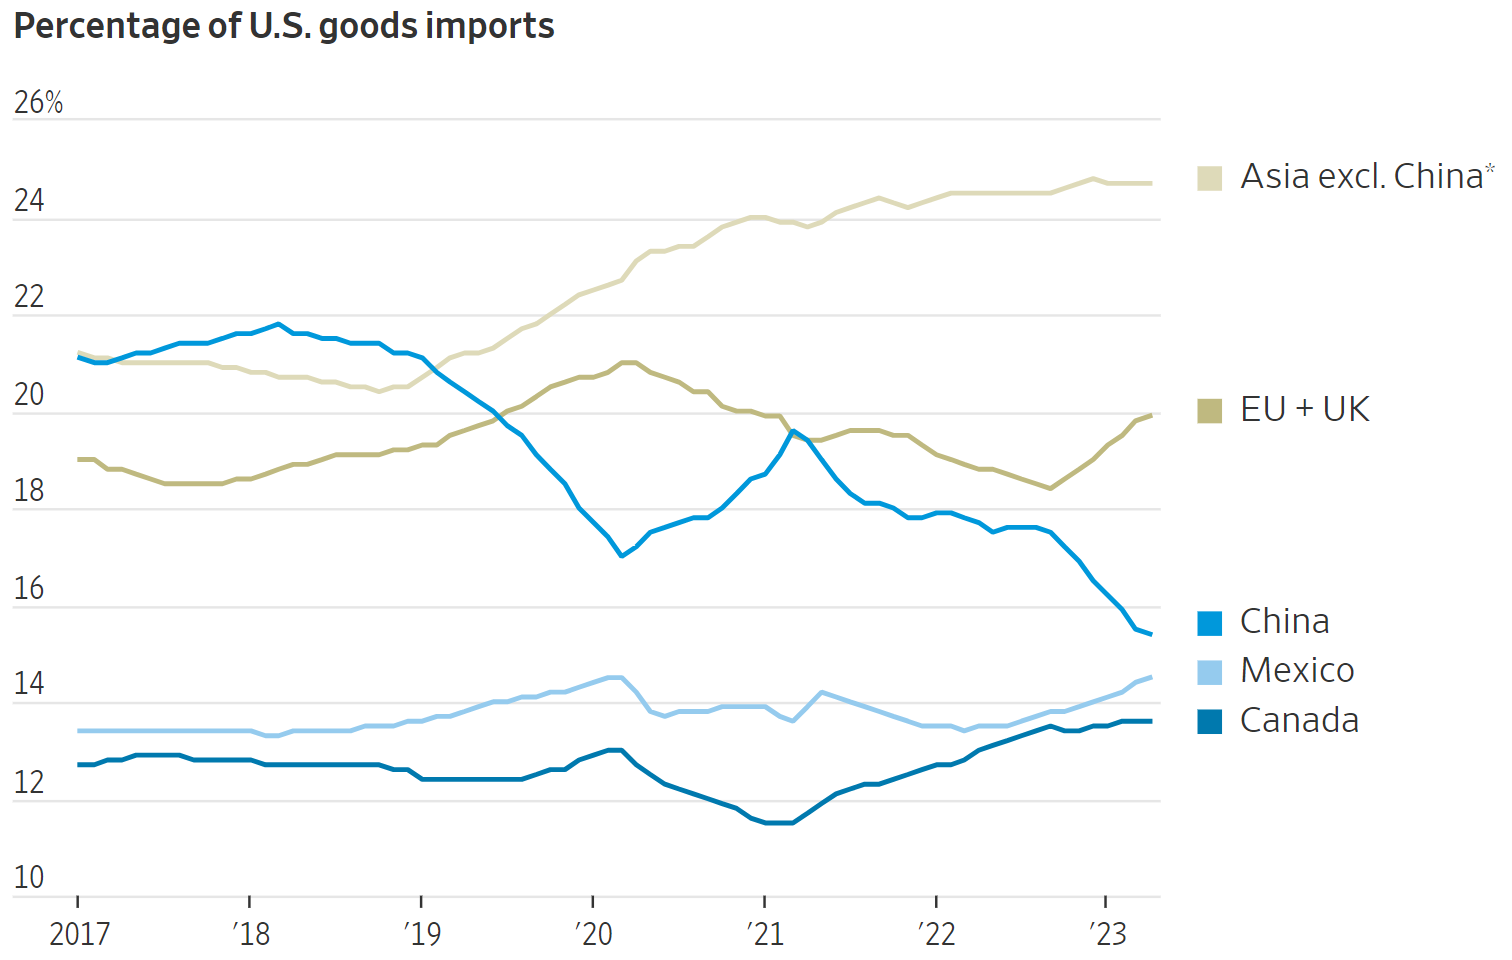 Percentage of U.S. goods imports
26%
24
22
20
18
16
14
12
10
2017 ’18 ’19 ’20 ’21 ’22 ’23
Asia excl. China*
EU + UK
China
Mexico
Canada